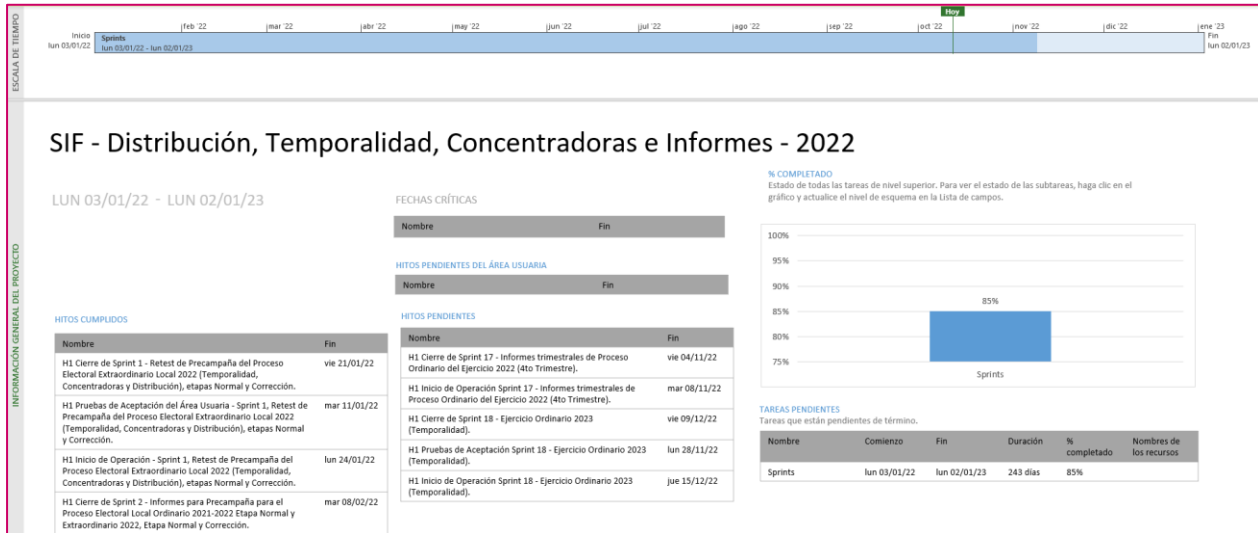 ESCALA DE TIEMPO
Hoy
feb '22 mar '22 abr '22 may '22 jun '22 jul '22 ago '22 sep '22 oct '22 nov '22 dic '22 ene '23
Inicio
lun 03/01/22
Sprints
lun 03/01/22 - lun 02/01/23
Fin
lun 02/01/23
INFORMACIÓN GENERAL DEL PROYECTO
SIF - Distribución, Temporalidad, Concentradoras e Informes - 2022
LUN 03/01/22 - LUN 02/01/23
HITOS CUMPLIDOS
Nombre Fin
H1 Cierre de Sprint 1 - Retest de Precampaña del Proceso vie 21/01/22
Electoral Extraordinario Local 2022 (Temporalidad,
Concentradoras y Distribución), etapas Normal y Corrección.
H1 Pruebas de Aceptación del Área Usuaria - Sprint 1, Retest de mar 11/01/22
Precampaña del Proceso Electoral Extraordinario Local 2022
(Temporalidad, Concentradoras y Distribución), etapas Normal
y Corrección.
H1 Inicio de Operación - Sprint 1, Retest de Precampaña del lun 24/01/22
Proceso Electoral Extraordinario Local 2022 (Temporalidad,
Concentradoras y Distribución), etapas Normal y Corrección.
H1 Cierre de Sprint 2 - Informes para Precampaña para el mar 08/02/22
Proceso Electoral Local Ordinario 2021-2022 Etapa Normal y
Extraordinario 2022, Etapa Normal y Corrección.
FECHAS CRÍTICAS
Nombre Fin
HITOS PENDIENTES DEL ÁREA USUARIA
Nombre Fin
HITOS PENDIENTES
Nombre Fin
H1 Cierre de Sprint 17 - Informes trimestrales de Proceso vie 04/11/22
Ordinario del Ejercicio 2022 (4to Trimestre).
H1 Inicio de Operación Sprint 17 - Informes trimestrales de mar 08/11/22
Proceso Ordinario del Ejercicio 2022 (4to Trimestre).
H1 Cierre de Sprint 18 - Ejercicio Ordinario 2023 vie 09/12/22
(Temporalidad).
H1 Pruebas de Aceptación Sprint 18 - Ejercicio Ordinario 2023 lun 28/11/22
(Temporalidad).
H1 Inicio de Operación Sprint 18 - Ejercicio Ordinario 2023 jue 15/12/22
(Temporalidad).
% COMPLETADO
Estado de todas las tareas de nivel superior. Para ver el estado de las subtareas, haga clic en el
gráfico y actualice el nivel de esquema en la Lista de campos.
100%
95%
90%
85%
80%
75%
85%
Sprints
TAREAS PENDIENTES
Tareas que están pendientes de término.
Nombre Comienzo Fin Duración % completado Nombres de los recursos
Sprints lun 03/01/22 lun 02/01/23 243 días 85%